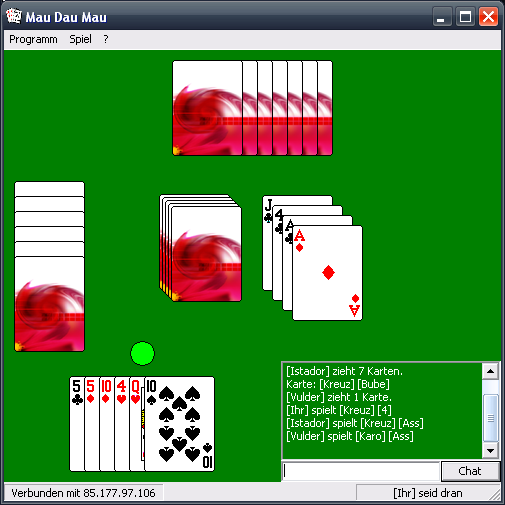 Mau Dau Mau
Programm Spiel ?
J
4
A
A
A
5 5 10 4 Q 10
10
[Istador] zieht 7 Karten.
Karte: [Kreuz] [Bube]
[Vulder] zieht 1 Karte.
[Ihr] spielt [Kreuz] [4]
[Istador] spielt [Kreuz] [Ass]
[Vulder] spielt [Karo] [Ass]
Chat
Verbunden mit 85.177.97.106
[Ihr] seid dran